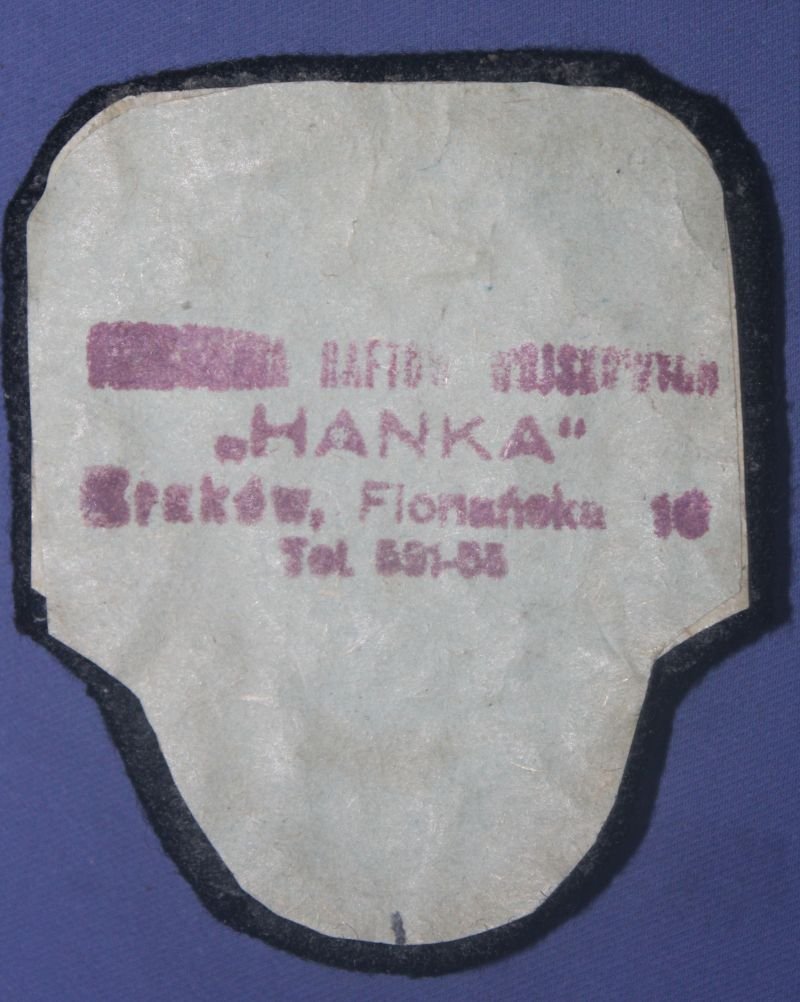 HAFTÓW WOJSKOWYCH
„HANKA"
Kraków, Floriańska 16
Tel. 591-55